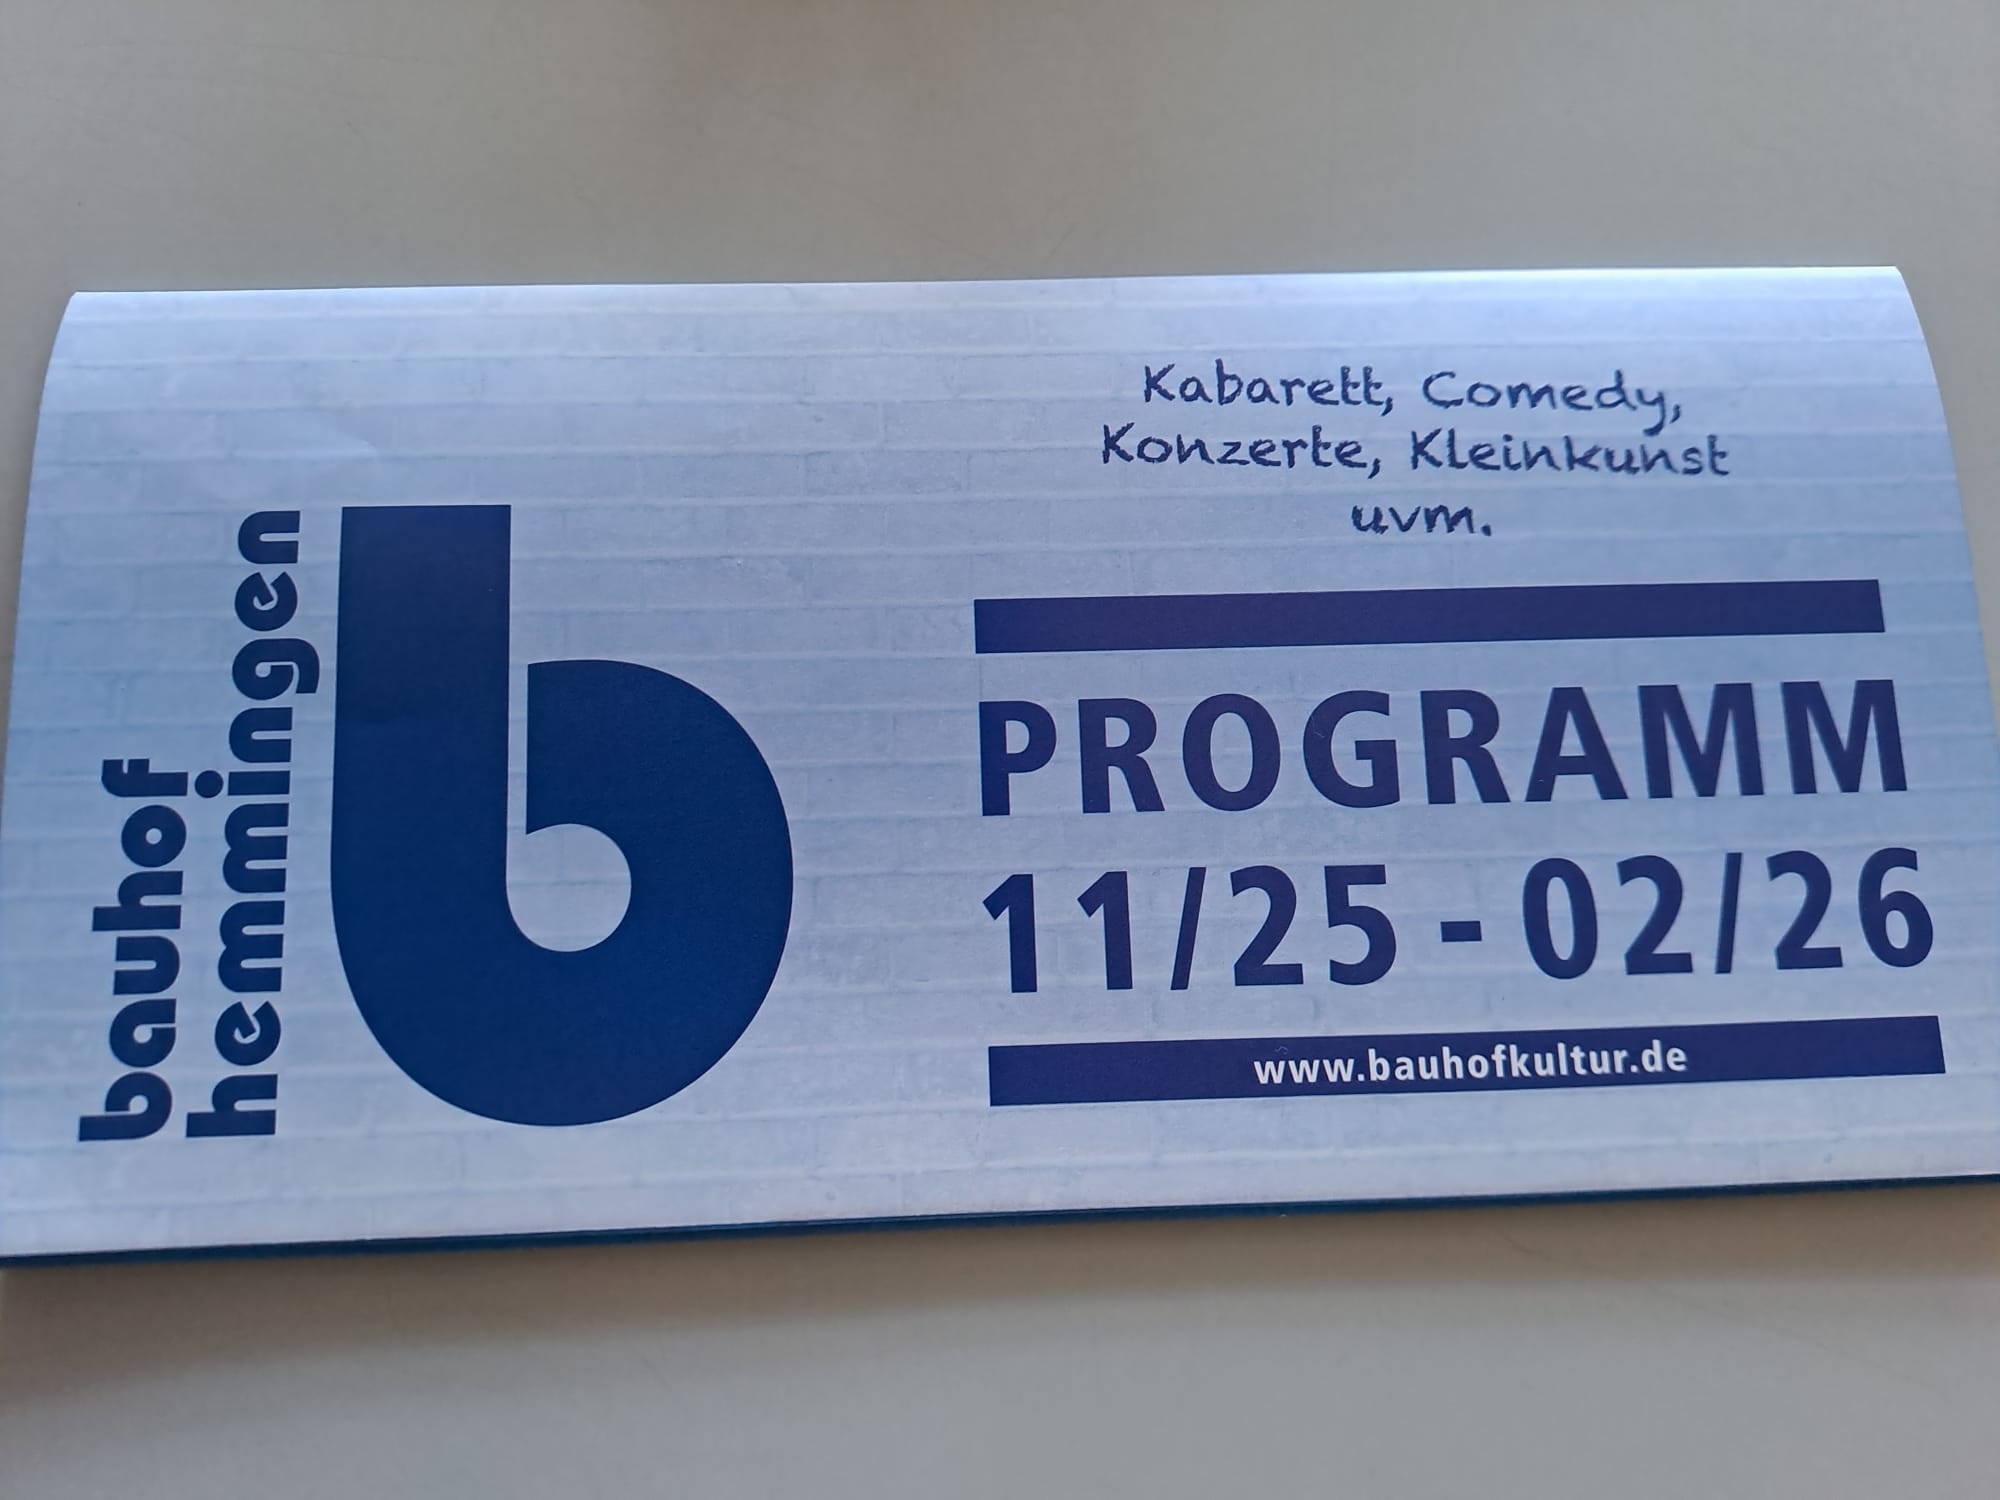 bauhof
hemmingen
b
Kabarett, Comedy,
Konzerte, Kleinkunst
uvm.
PROGRAMM
11/25 - 02/26
www.bauhofkultur.de